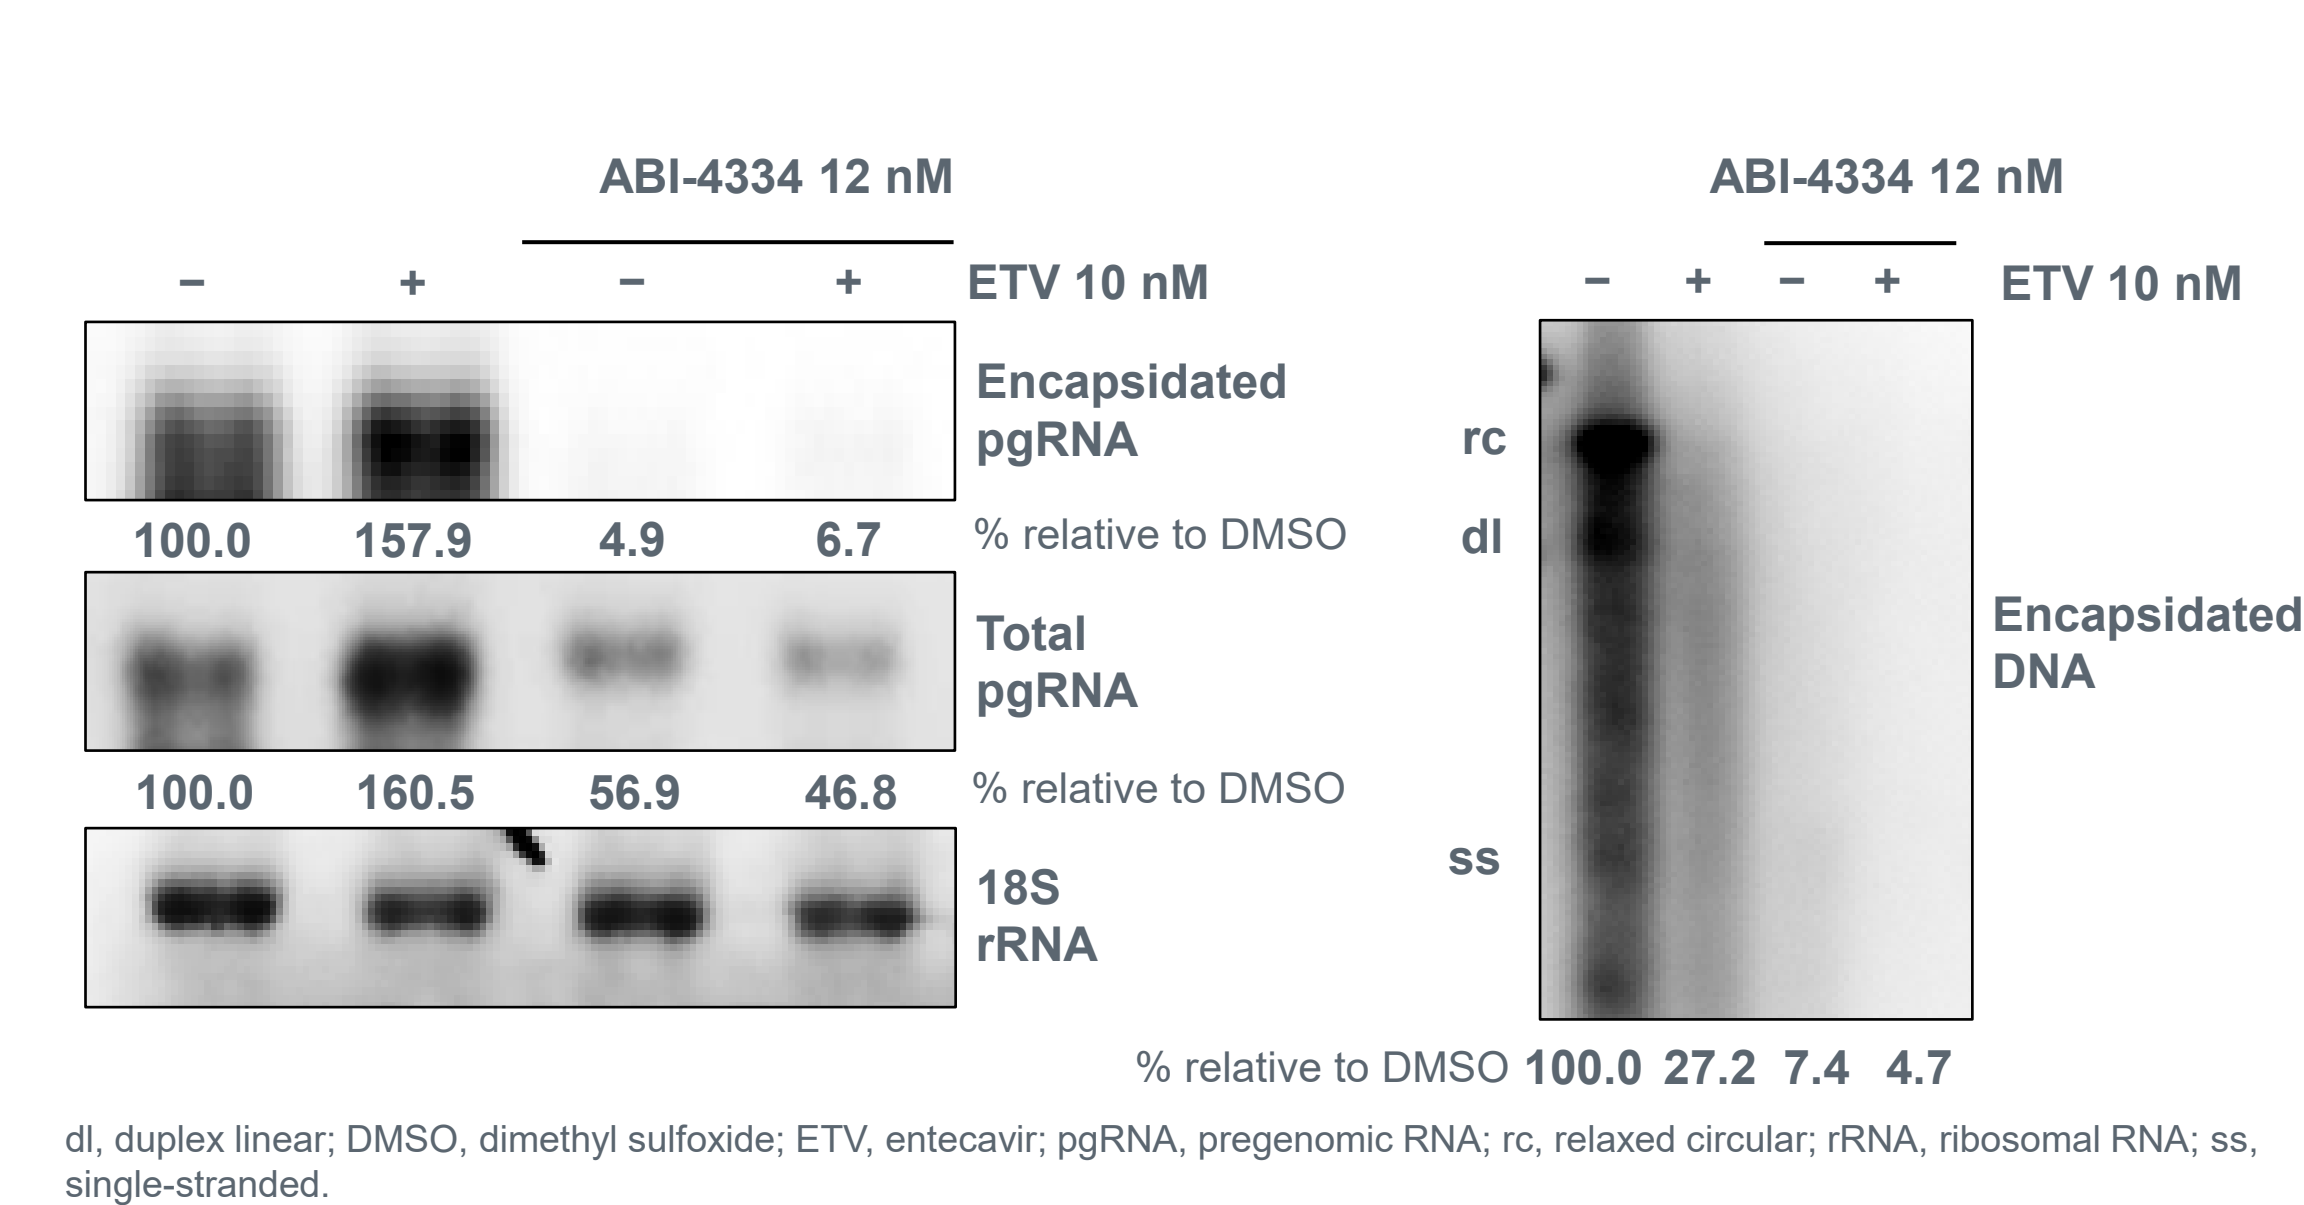 ABI-4334 12 nM
− + − + ETV 10 nM
Encapsidated
pgRNA
100.0 157.9 4.9 6.7 % relative to DMSO
Total
pgRNA
100.0 160.5 56.9 46.8 % relative to DMSO
18S
rRNA
ABI-4334 12 nM
− + − + ETV 10 nM
rc
dl
ss
Encapsidated
DNA
% relative to DMSO 100.0 27.2 7.4 4.7
dl, duplex linear; DMSO, dimethyl sulfoxide; ETV, entecavir; pgRNA, pregenomic RNA; rc, relaxed circular; rRNA, ribosomal RNA; ss,
single-stranded.